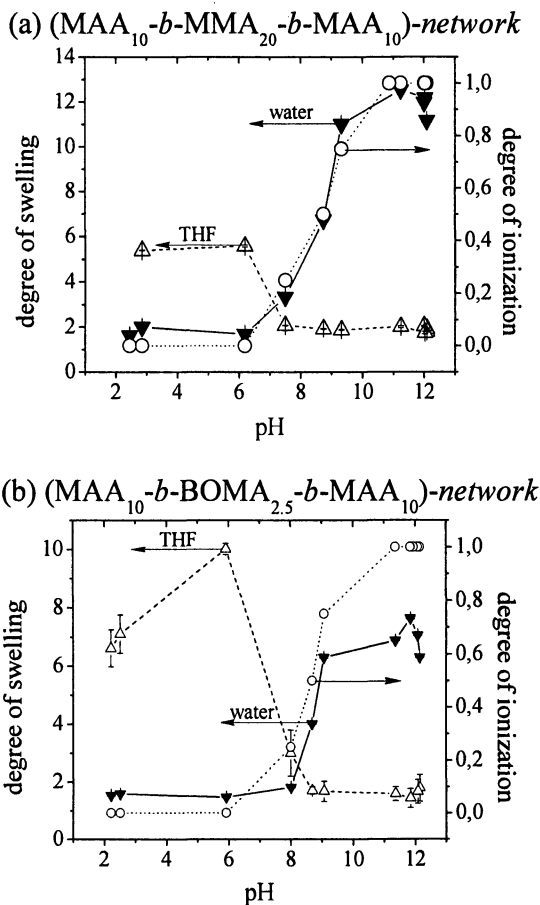 (a) (MAA10-b-MMA20-b-MAA10)-network
14
12
10
8
6
4
2
0
degree of swelling
water
THF
1,0
0,8
0,6
0,4
0,2
0,0
degree of ionization
2 4 6 8 10 12
pH
(b) (MAA10-b-BOMA2.5-b-MAA10)-network
10
8
6
4
2
0
degree of swelling
THF
water
1,0
0,8
0,6
0,4
0,2
0,0
degree of ionization
2 4 6 8 10 12
pH